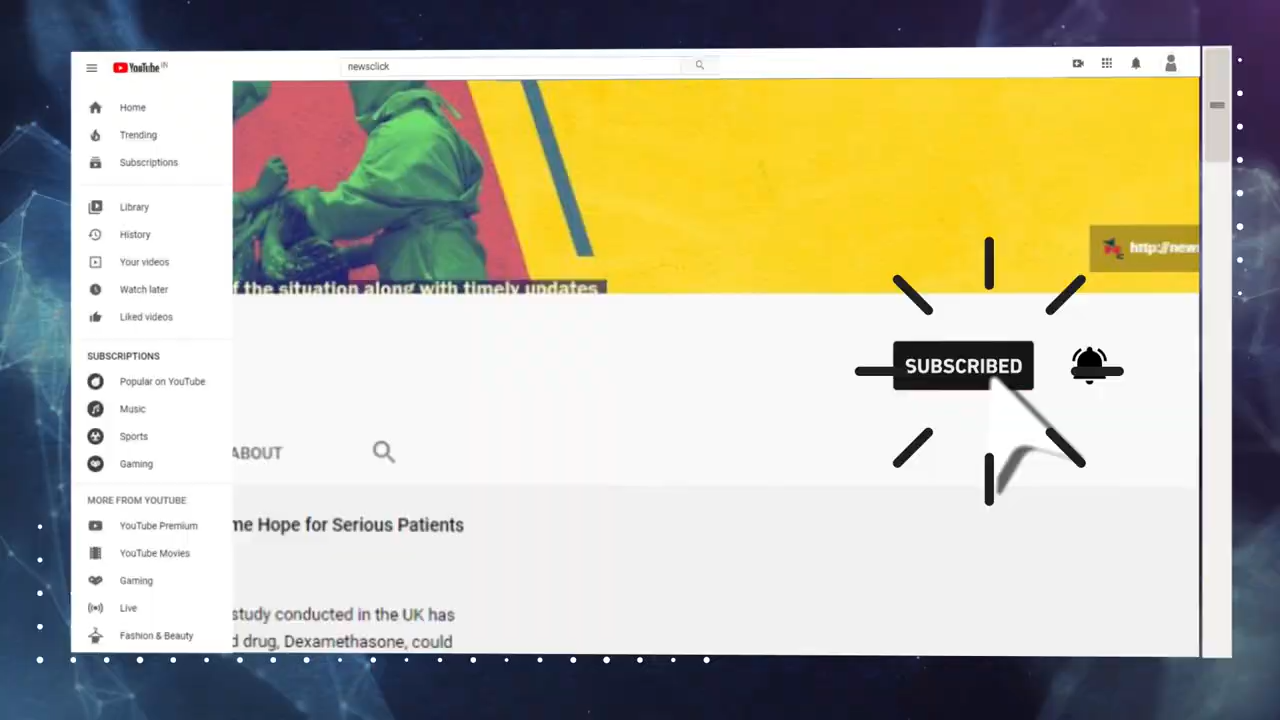 YouTube IN
newsclick
Home
Trending
Subscriptions
Library
History
Your videos
Watch later
Liked videos
SUBSCRIPTIONS
Popular on YouTube
Music
Sports
Gaming
MORE FROM YOUTUBE
YouTube Premium
YouTube Movies
Gaming
Live
Fashion & Beauty
http://new
f the situation along with timely updates
SUBSCRIBED
ABOUT
me Hope for Serious Patients
study conducted in the UK has
d drug, Dexamethasone, could